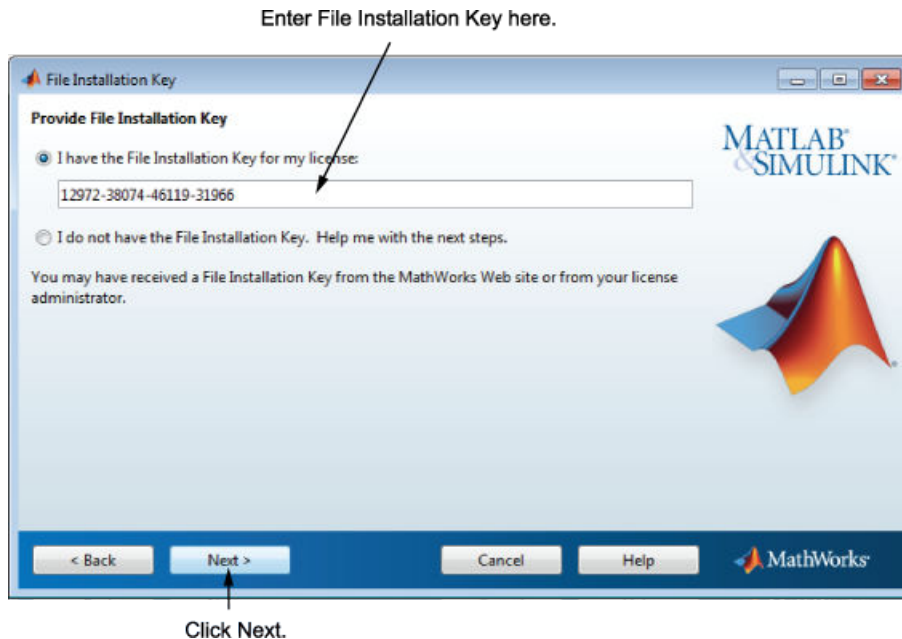 Enter File Installation Key here.
File Installation Key
Provide File Installation Key
I have the File Installation Key for my license:
12972-38074-46119-31966
I do not have the File Installation Key. Help me with the next steps.
You may have received a File Installation Key from the MathWorks Web site or from your license
administrator.
MATLAB®
&SIMULINK®
< Back
Next >
Cancel
Help
MathWorks®
Click Next.